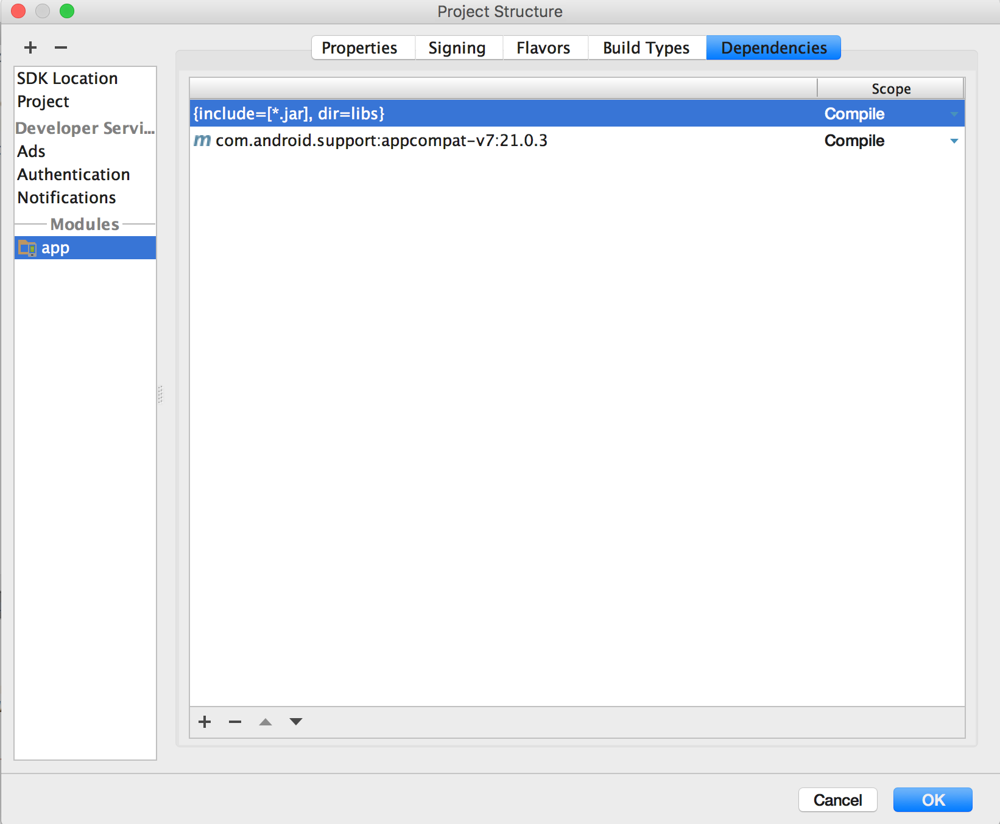 Project Structure
Properties Signing Flavors Build Types Dependencies
SDK Location
Project
Developer Servi...
Ads
Authentication
Notifications
Modules
app
Scope
{include=[*.jar], dir=libs} Compile
m com.android.support:appcompat-v7:21.0.3 Compile
Cancel OK